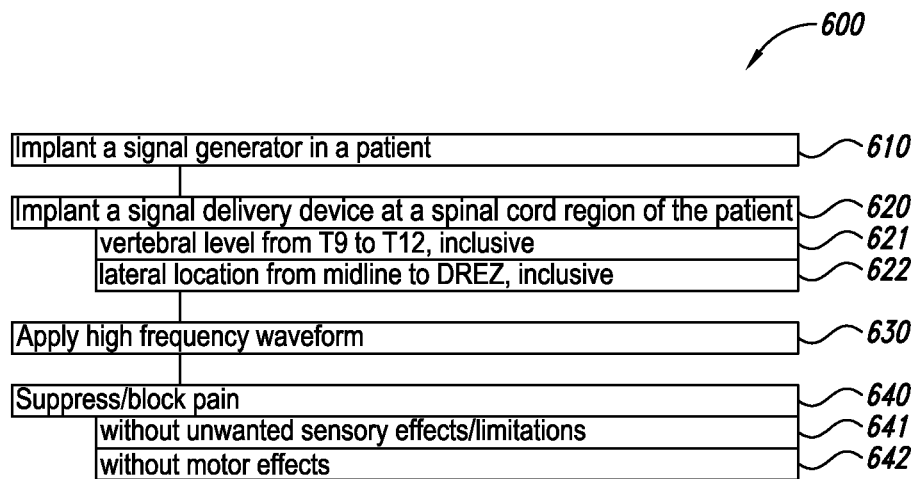 600
Implant a signal generator in a patient 610
Implant a signal delivery device at a spinal cord region of the patient 620
vertebral level from T9 to T12, inclusive 621
lateral location from midline to DREZ, inclusive 622
Apply high frequency waveform 630
Suppress/block pain 640
without unwanted sensory effects/limitations 641
without motor effects 642